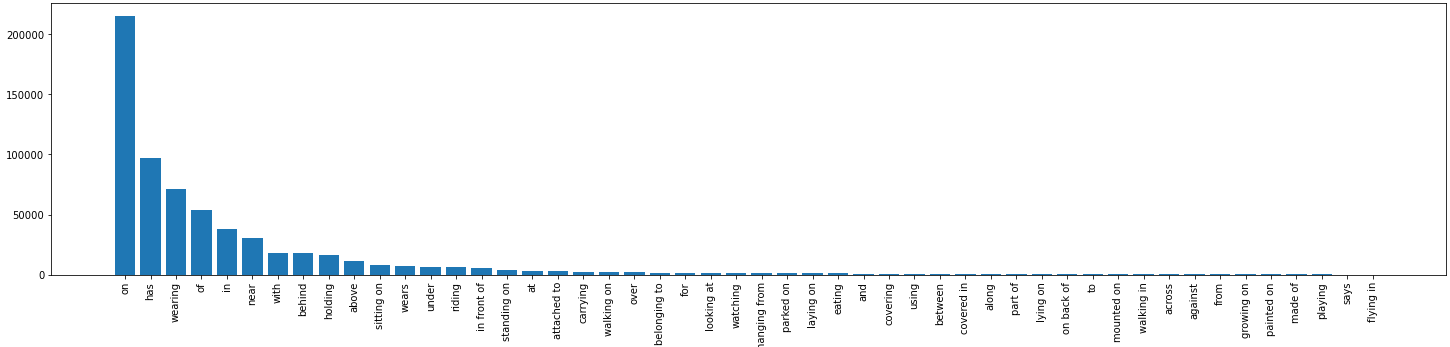 200000
150000
100000
50000
0
on
has
wearing
of
in
near
with
behind
holding
above
sitting on
wears
under
riding
in front of
standing on
at
attached to
carrying
walking on
over
belonging to
for
looking at
watching
hanging from
parked on
laying on
eating
and
covering
using
between
covered in
along
part of
lying on
on back of
to
mounted on
walking in
across
against
from
growing on
painted on
made of
playing
says
flying in